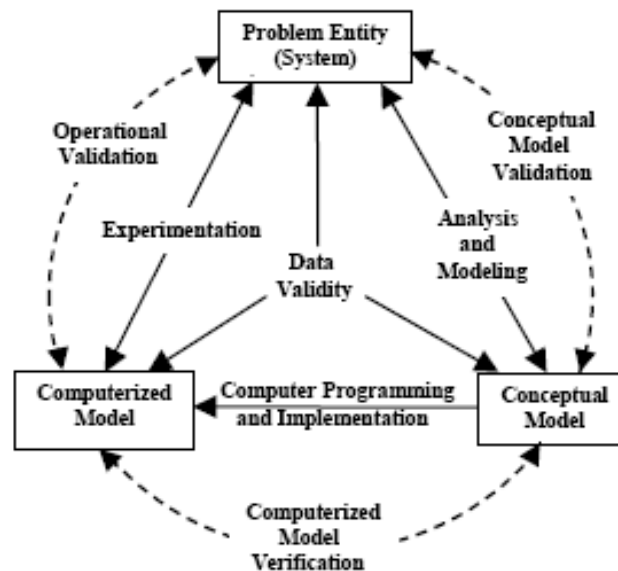 Problem Entity
(System)
Operational
Validation
Conceptual
Model
Validation
Experimentation
Analysis
and
Modeling
Data
Validity
Computerized
Model
Computer Programming
and Implementation
Conceptual
Model
Computerized
Model
Verification